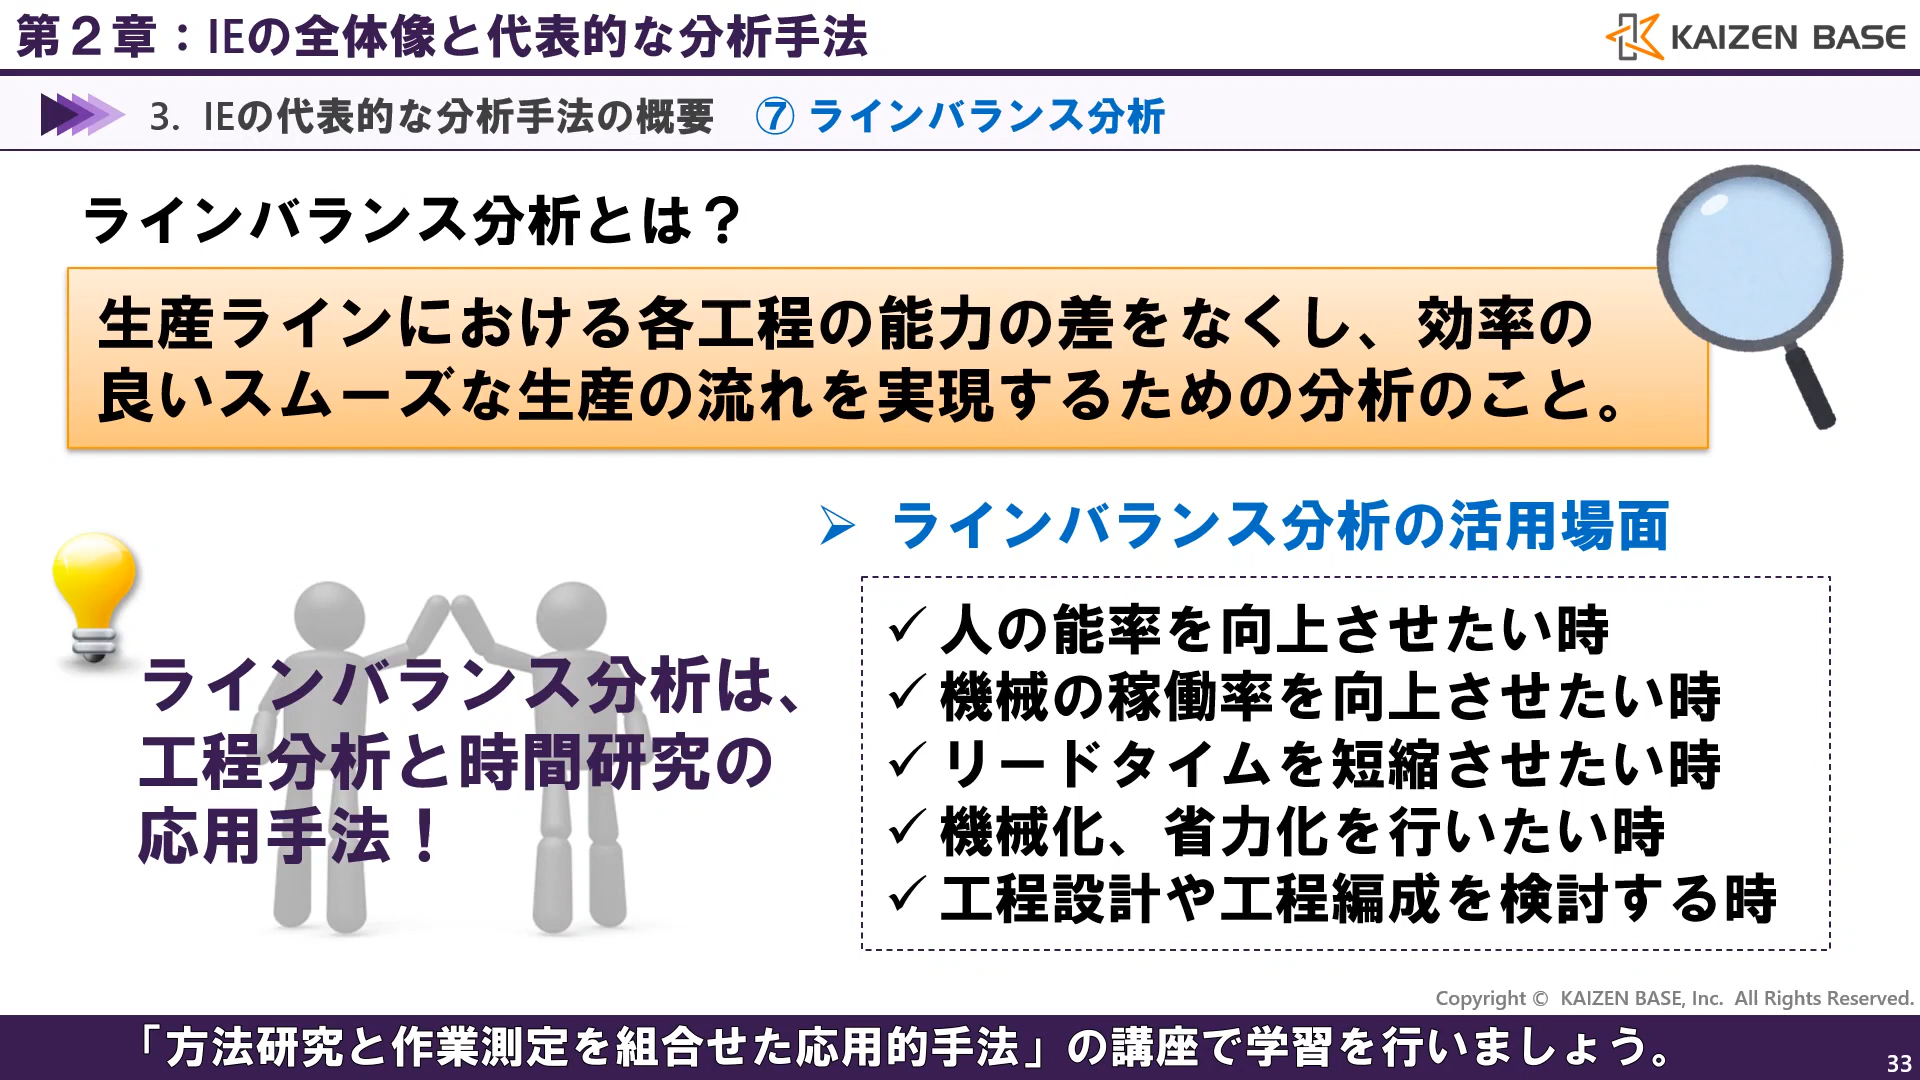 第２章：IEの全体像と代表的な分析手法
KAIZEN BASE
3. IEの代表的な分析手法の概要 ⑦ ラインバランス分析
ラインバランス分析とは？
生産ラインにおける各工程の能力の差をなくし、効率の
良いスムーズな生産の流れを実現するための分析のこと。
ラインバランス分析は、
工程分析と時間研究の
応用手法！
➢ ラインバランス分析の活用場面
✓ 人の能率を向上させたい時
✓ 機械の稼働率を向上させたい時
✓ リードタイムを短縮させたい時
✓ 機械化、省力化を行いたい時
✓ 工程設計や工程編成を検討する時
Copyright © KAIZEN BASE, Inc. All Rights Reserved.
「方法研究と作業測定を組合せた応用的手法」の講座で学習を行いましょう。
33